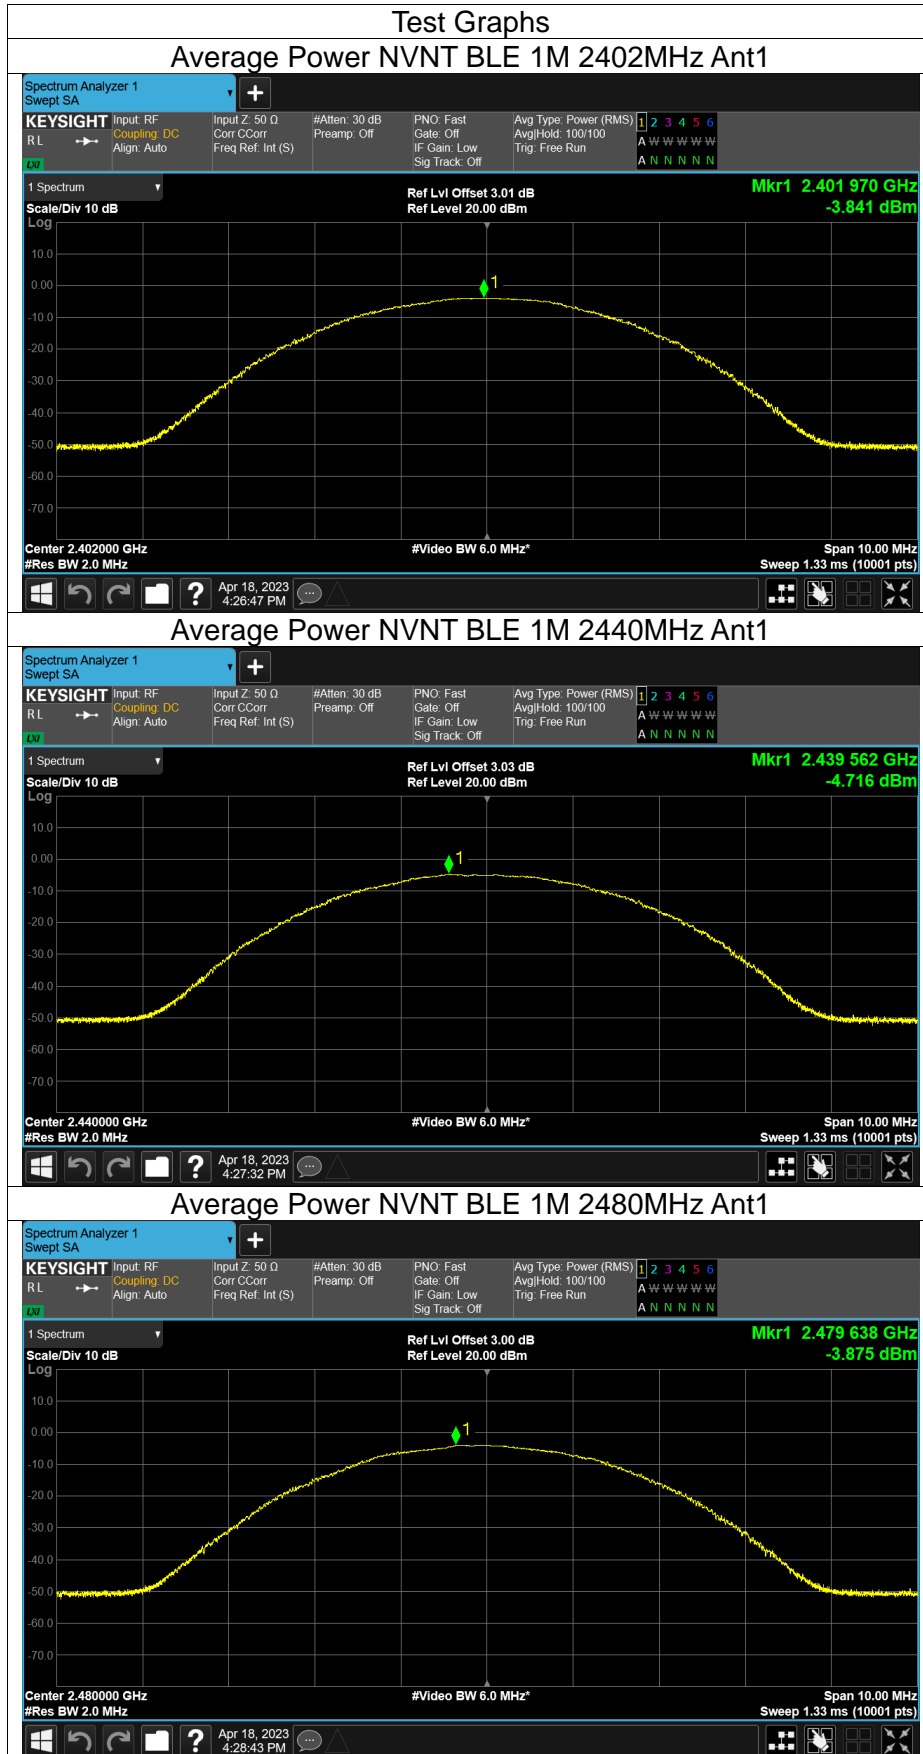 Test Graphs
Average Power NVNT BLE 1M 2402MHz Ant1
Spectrum Analyzer 1
Swept SA
+
KEYSIGHT Input: RF Input Z: 50 Ω #Atten: 30 dB PNO: Fast Avg Type: Power (RMS) 1 2 3 4 5 6
R L Coupling: DC Corr CCorr Preamp: Off Gate: Off Avg|Hold: 100/100 A W W W W W
Align: Auto Freq Ref: Int (S) IF Gain: Low Trig: Free Run
LXI Sig Track: Off A N N N N N
1 Spectrum Ref Lvl Offset 3.01 dB Mkr1 2.401 970 GHz
Scale/Div 10 dB Ref Level 20.00 dBm -3.841 dBm
Log
10.0
1
0.00
-10.0
-20.0
-30.0
-40.0
-50.0
-60.0
-70.0
Center 2.402000 GHz #Video BW 6.0 MHz* Span 10.00 MHz
#Res BW 2.0 MHz Sweep 1.33 ms (10001 pts)
? Apr 18, 2023
4:26:47 PM
Average Power NVNT BLE 1M 2440MHz Ant1
Spectrum Analyzer 1
Swept SA
+
KEYSIGHT Input: RF Input Z: 50 Ω #Atten: 30 dB PNO: Fast Avg Type: Power (RMS) 1 2 3 4 5 6
R L Coupling: DC Corr CCorr Preamp: Off Gate: Off Avg|Hold: 100/100 A W W W W W
Align: Auto Freq Ref: Int (S) IF Gain: Low Trig: Free Run
LXI Sig Track: Off A N N N N N
1 Spectrum Ref Lvl Offset 3.03 dB Mkr1 2.439 562 GHz
Scale/Div 10 dB Ref Level 20.00 dBm -4.716 dBm
Log
10.0
1
0.00
-10.0
-20.0
-30.0
-40.0
-50.0
-60.0
-70.0
Center 2.440000 GHz #Video BW 6.0 MHz* Span 10.00 MHz
#Res BW 2.0 MHz Sweep 1.33 ms (10001 pts)
? Apr 18, 2023
4:27:32 PM
Average Power NVNT BLE 1M 2480MHz Ant1
Spectrum Analyzer 1
Swept SA
+
KEYSIGHT Input: RF Input Z: 50 Ω #Atten: 30 dB PNO: Fast Avg Type: Power (RMS) 1 2 3 4 5 6
R L Coupling: DC Corr CCorr Preamp: Off Gate: Off Avg|Hold: 100/100 A W W W W W
Align: Auto Freq Ref: Int (S) IF Gain: Low Trig: Free Run
LXI Sig Track: Off A N N N N N
1 Spectrum Ref Lvl Offset 3.00 dB Mkr1 2.479 638 GHz
Scale/Div 10 dB Ref Level 20.00 dBm -3.875 dBm
Log
10.0
1
0.00
-10.0
-20.0
-30.0
-40.0
-50.0
-60.0
-70.0
Center 2.480000 GHz #Video BW 6.0 MHz* Span 10.00 MHz
#Res BW 2.0 MHz Sweep 1.33 ms (10001 pts)
? Apr 18, 2023
4:28:43 PM